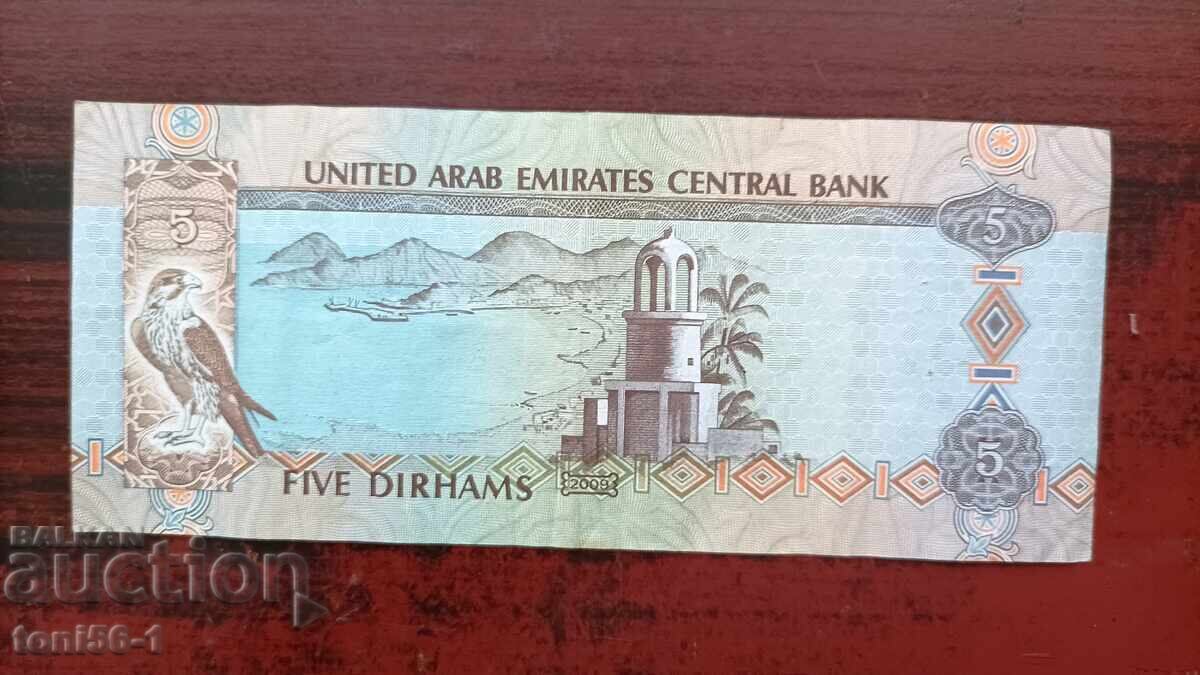 5
5
UNITED ARAB EMIRATES CENTRAL BANK
FIVE DIRHAMS
2009
5
BALKAN
auction
toni56-1